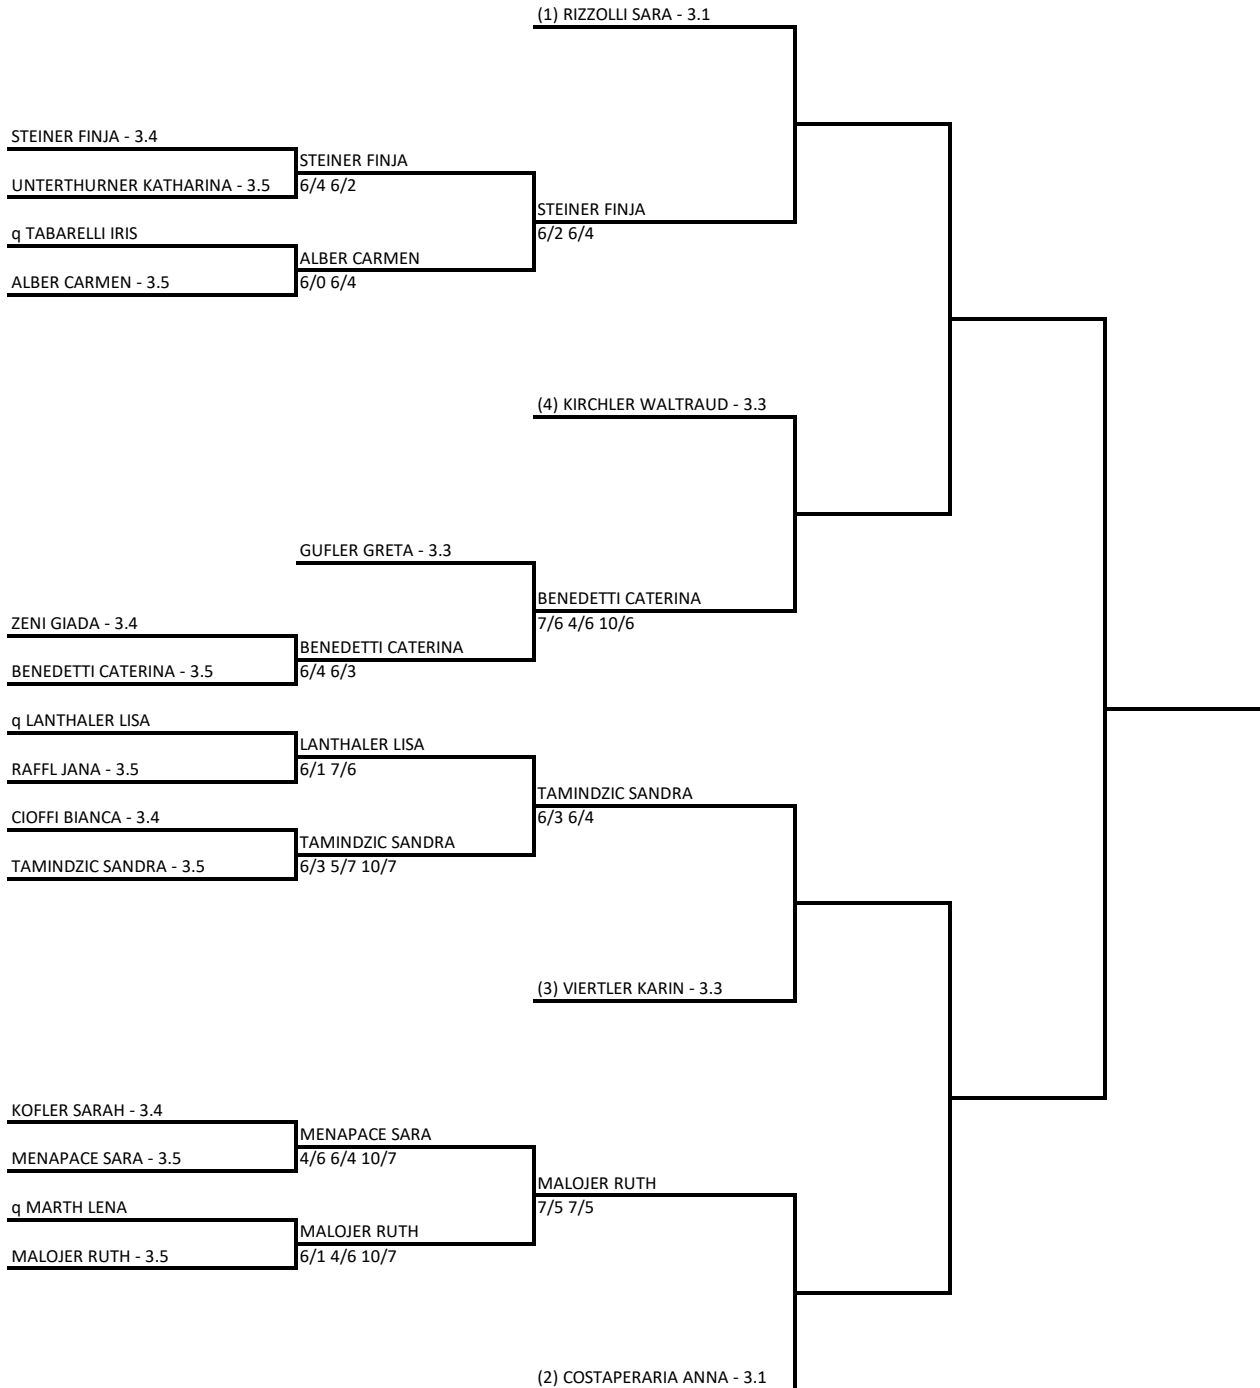 (1) RIZZOLLI SARA - 3.1
STEINER FINJA - 3.4
STEINER FINJA
UNTERTHURNER KATHARINA - 3.5
6/4 6/2
STEINER FINJA
q TABARELLI IRIS
6/2 6/4
ALBER CARMEN
ALBER CARMEN - 3.5
6/0 6/4
(4) KIRCHLER WALTRAUD - 3.3
GUFLER GRETA - 3.3
BENEDETTI CATERINA
7/6 4/6 10/6
ZENI GIADA - 3.4
BENEDETTI CATERINA
BENEDETTI CATERINA - 3.5
6/4 6/3
q LANTHALER LISA
LANTHALER LISA
RAFFL JANA - 3.5
6/1 7/6
TAMINDZIC SANDRA
CIOFFI BIANCA - 3.4
6/3 6/4
TAMINDZIC SANDRA
TAMINDZIC SANDRA - 3.5
6/3 5/7 10/7
(3) VIERTLER KARIN - 3.3
KOFLER SARAH - 3.4
MENAPACE SARA
MENAPACE SARA - 3.5
4/6 6/4 10/7
MALOJER RUTH
q MARTH LENA
7/5 7/5
MALOJER RUTH
MALOJER RUTH - 3.5
6/1 4/6 10/7
(2) COSTAPERARIA ANNA - 3.1